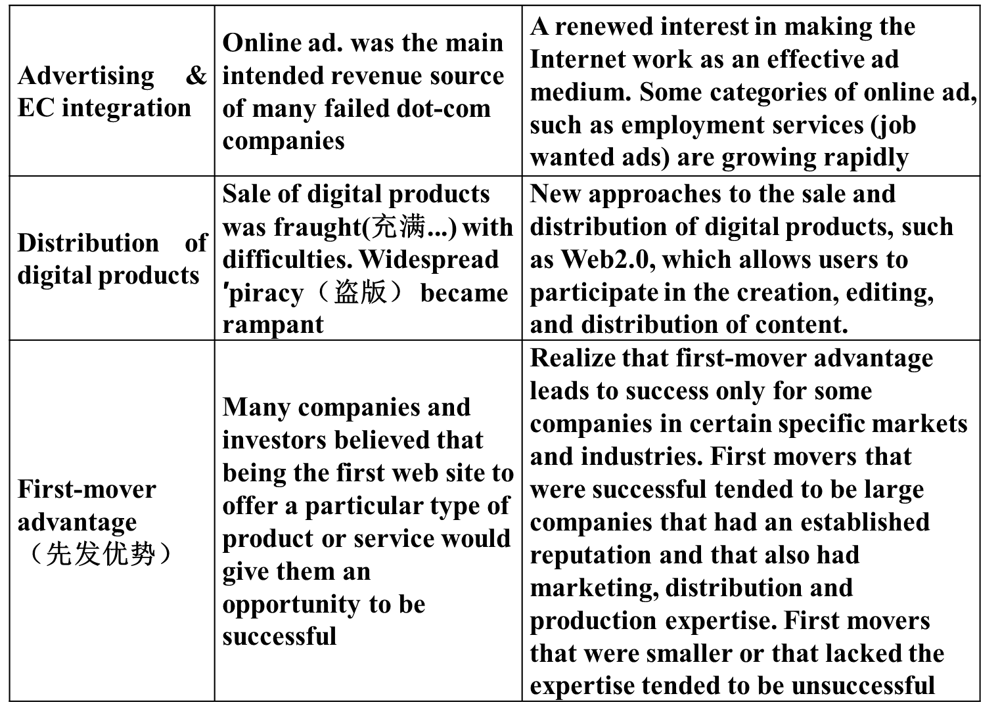 Advertising & EC integration
Online ad. was the main
intended revenue source
of many failed dot-com
companies
A renewed interest in making the
Internet work as an effective ad
medium. Some categories of online ad,
such as employment services (job
wanted ads) are growing rapidly
Distribution of
digital products
Sale of digital products
was fraught(充满...) with
difficulties. Widespread
'piracy（盗版） became
rampant
New approaches to the sale and
distribution of digital products, such
as Web2.0, which allows users to
participate in the creation, editing,
and distribution of content.
First-mover
advantage
（先发优势）
Many companies and
investors believed that
being the first web site to
offer a particular type of
product or service would
give them an
opportunity to be
successful
Realize that first-mover advantage
leads to success only for some
companies in certain specific markets
and industries. First movers that
were successful tended to be large
companies that had an established
reputation and that also had
marketing, distribution and
production expertise. First movers
that were smaller or that lacked the
expertise tended to be unsuccessful